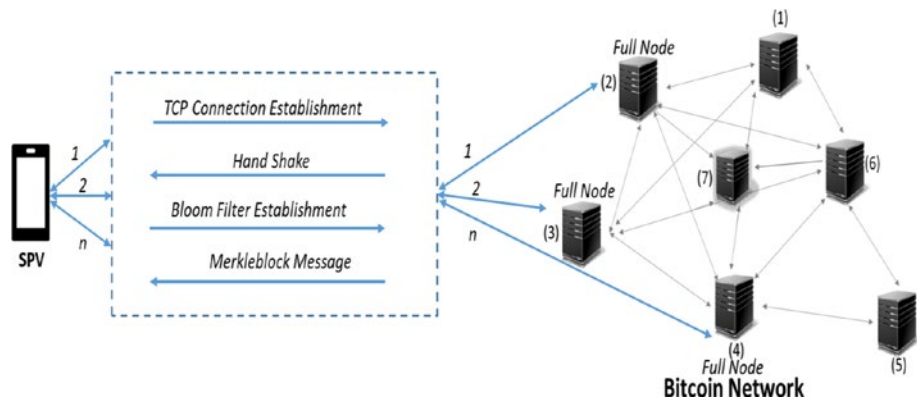 (1)
Full Node
(2)
TCP Connection Establishment
1
1
Hand Shake
2
2
(7)
(6)
Full Node
Bloom Filter Establishment
n
n
(3)
SPV
Merkleblock Message
(4)
(5)
Full Node
Bitcoin Network